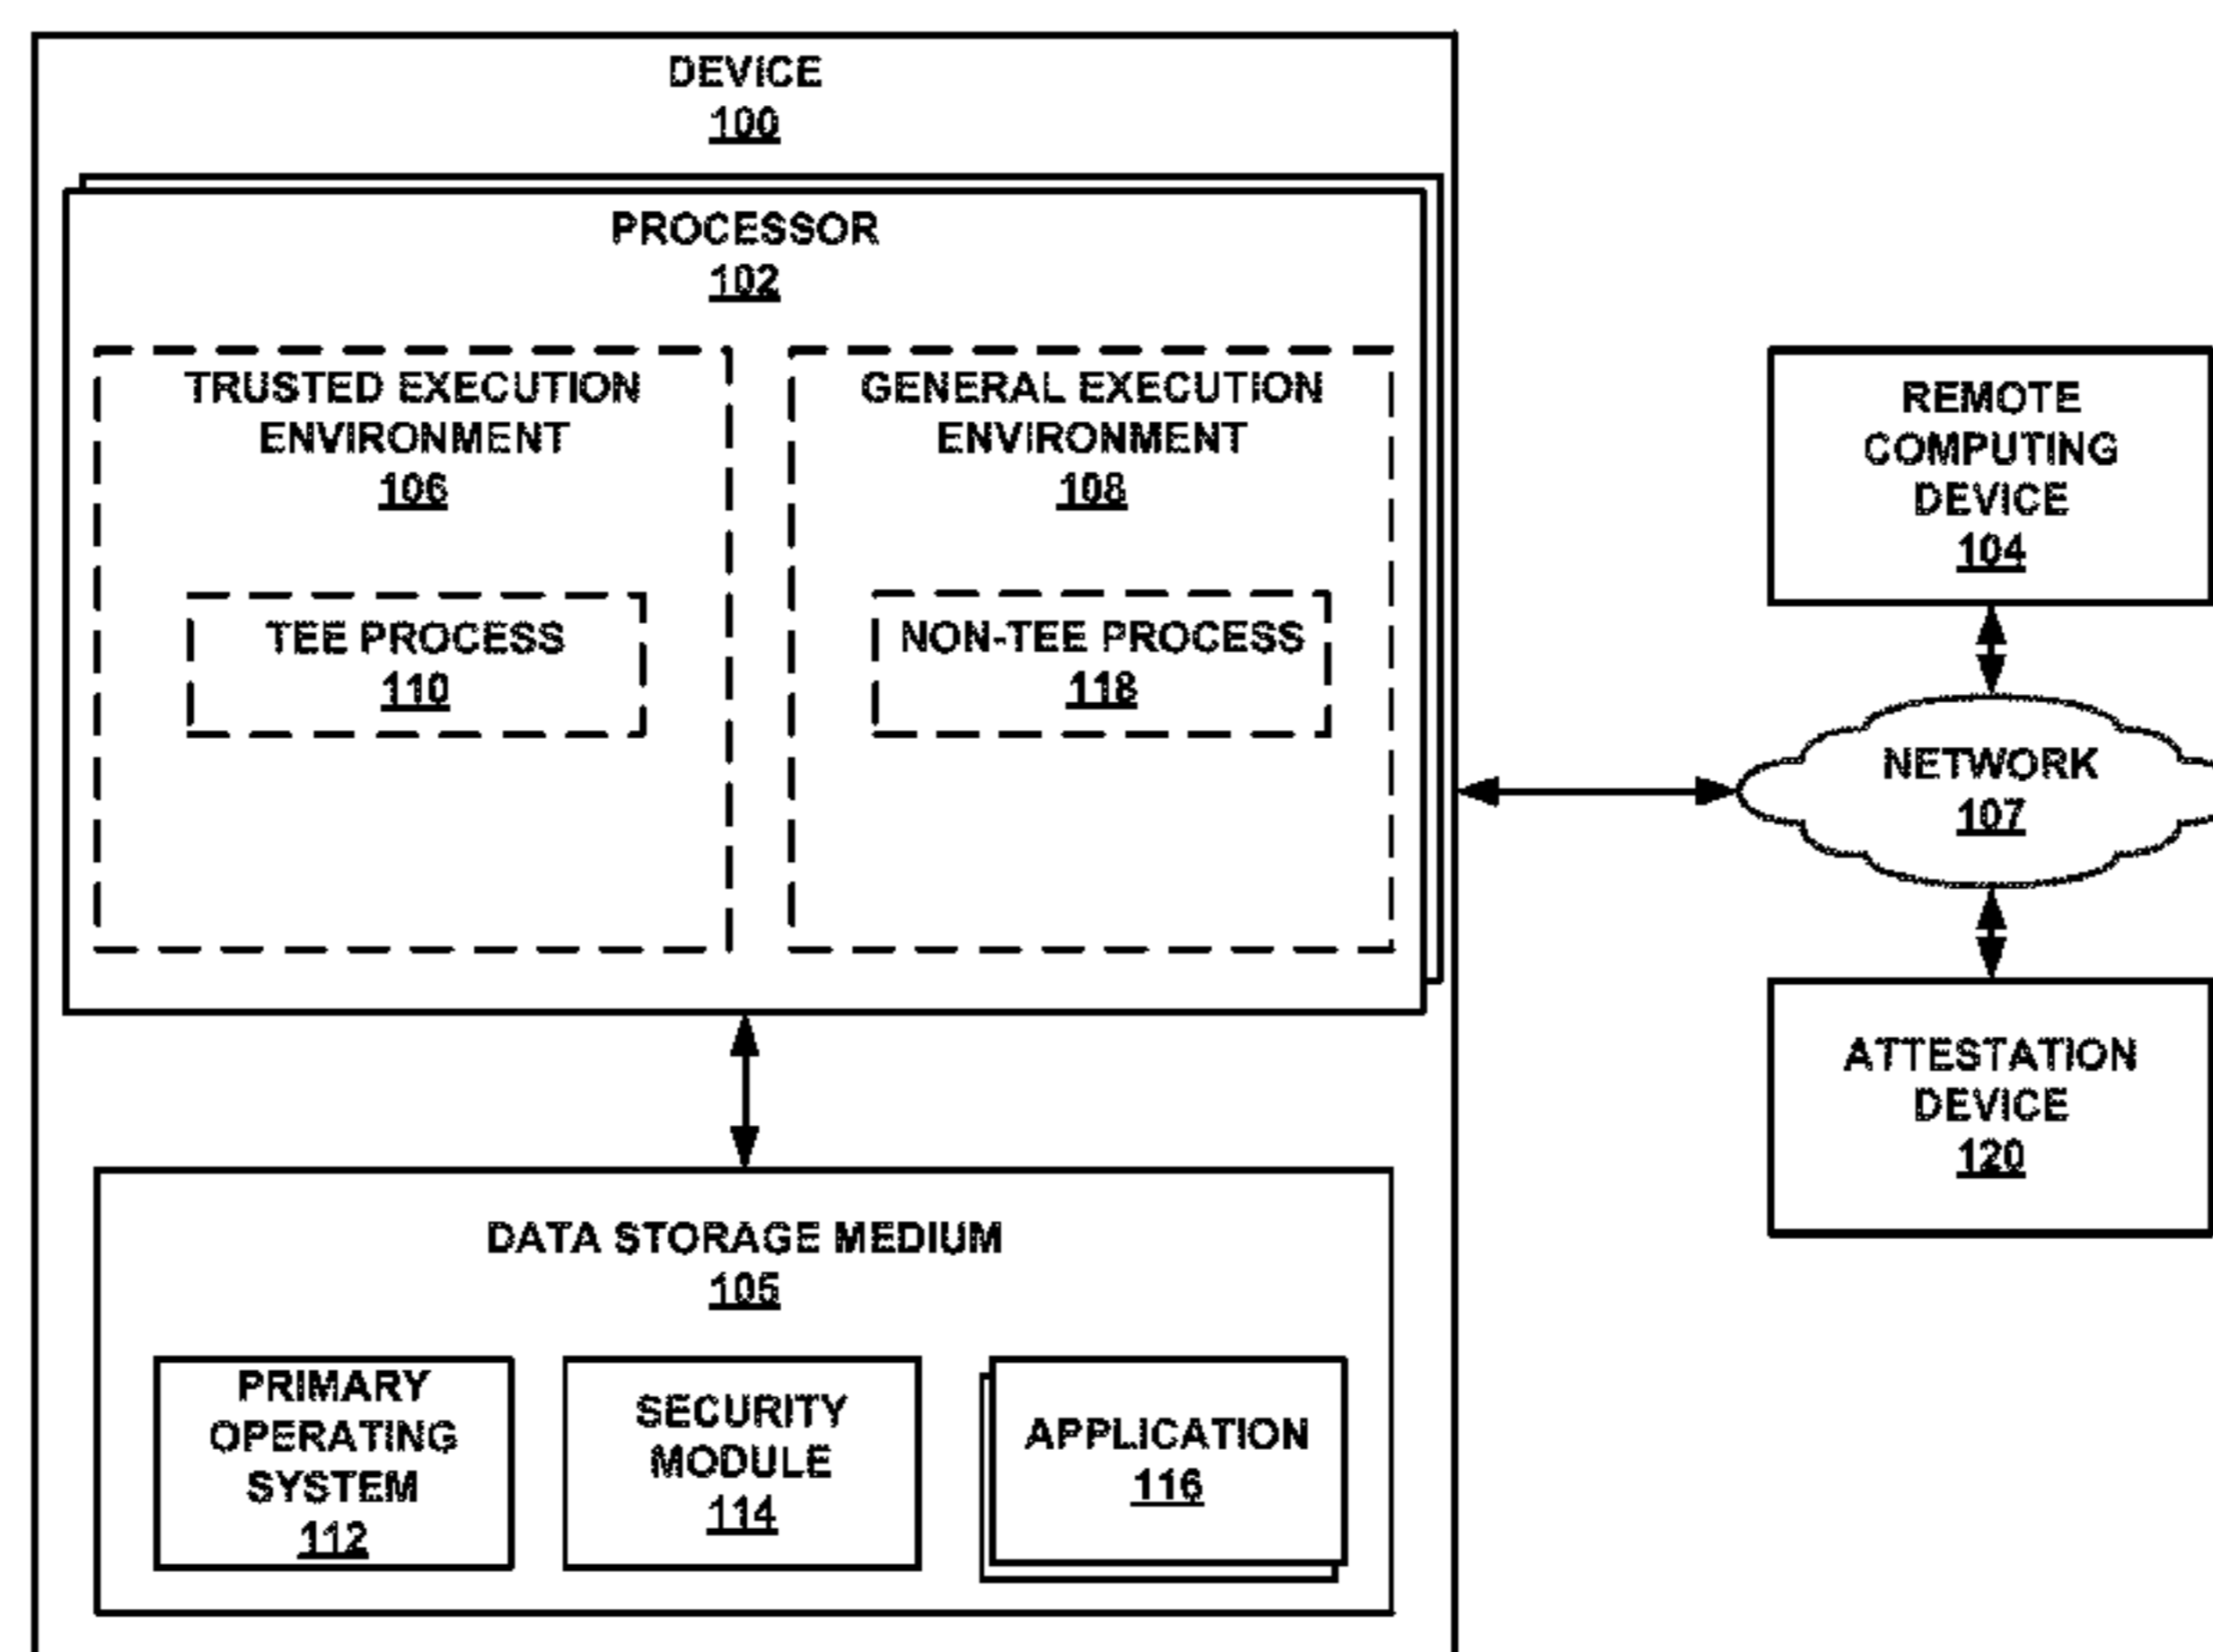 DEVICE
100
PROCESSOR
102
TRUSTED EXECUTION
ENVIRONMENT
106
GENERAL EXECUTION
ENVIRONMENT
108
TEE PROCESS
110
NON-TEE PROCESS
118
DATA STORAGE MEDIUM
105
PRIMARY
OPERATING
SYSTEM
112
SECURITY
MODULE
114
APPLICATION
116
REMOTE
COMPUTING
DEVICE
104
NETWORK
107
ATTESTATION
DEVICE
120